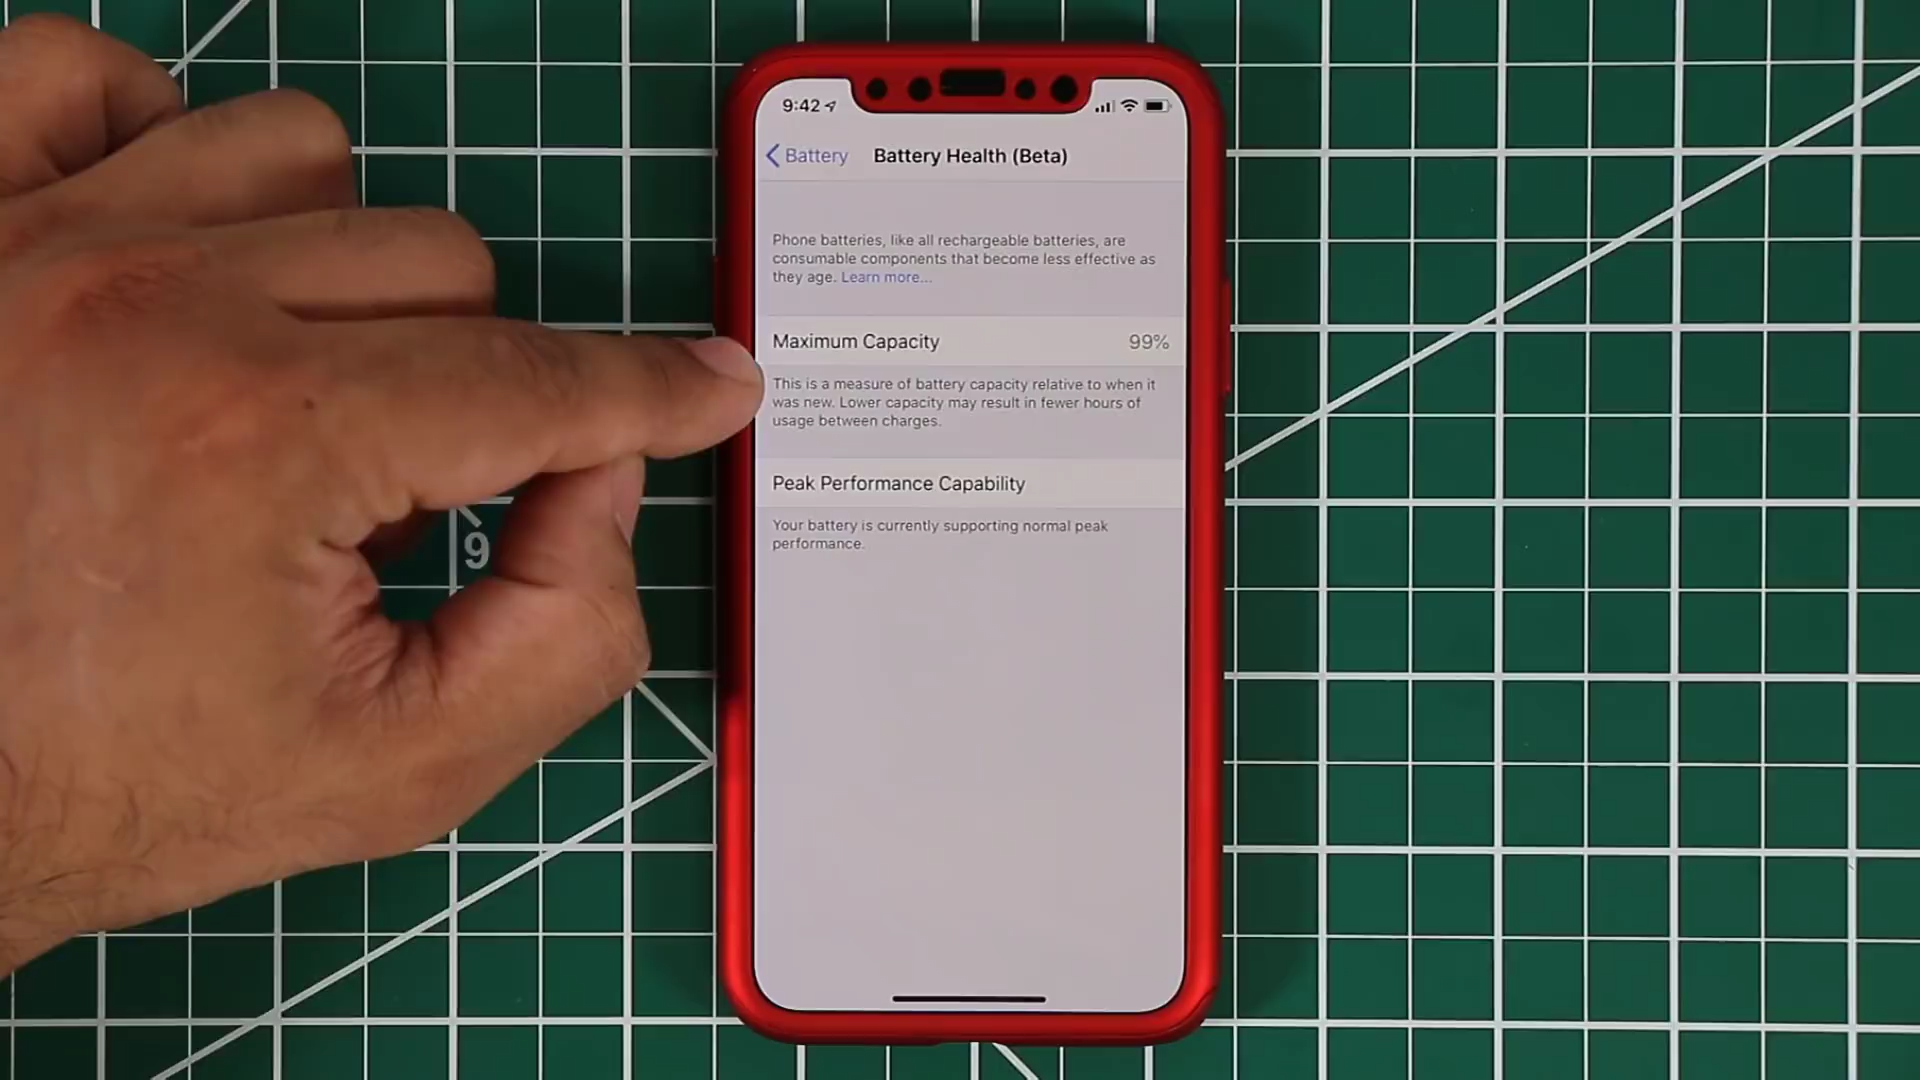 9:42
Battery
Battery Health (Beta)
Phone batteries, like all rechargeable batteries, are
consumable components that become less effective as
they age. Learn more...
Maximum Capacity 99%
This is a measure of battery capacity relative to when it
was new. Lower capacity may result in fewer hours of
usage between charges.
Peak Performance Capability
Your battery is currently supporting normal peak
performance.
9